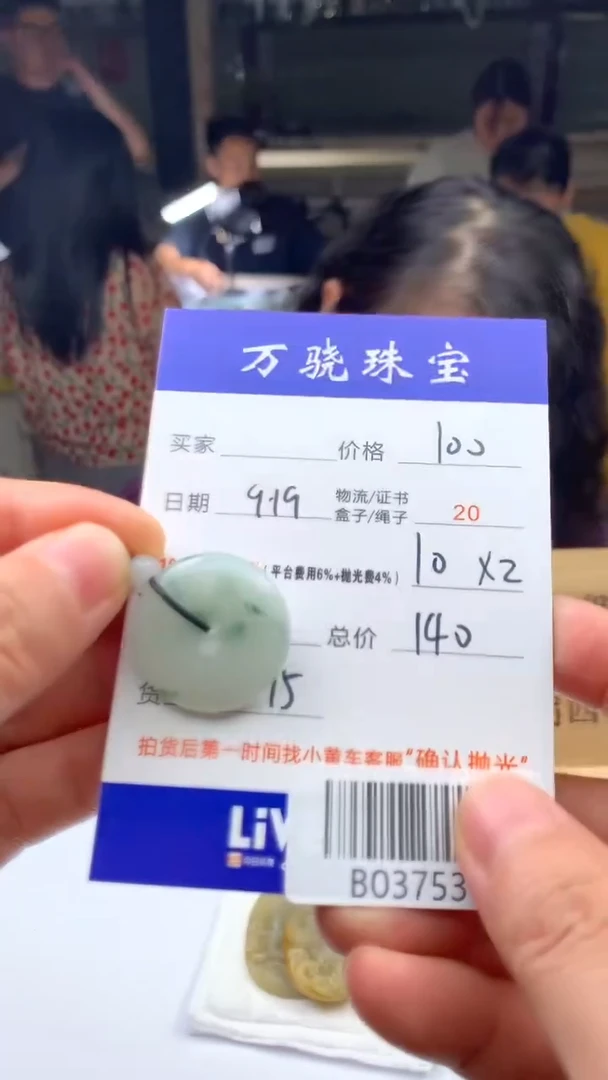 万骁珠宝
买家 价格 100
日期 9.19 物流/证书 盒子/绳子 20
(平台费用6%+抛光费4%) 10 X2
总价 140
货 15
拍货后第一时间找小董车客服"确认抛光"
LiV
B03753